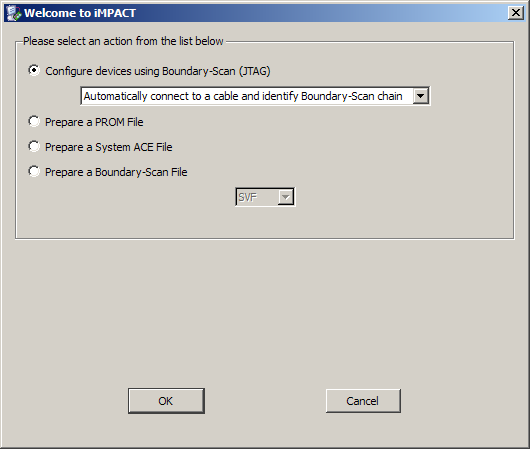 Welcome to iMPACT
Please select an action from the list below
Configure devices using Boundary-Scan (JTAG)
Automatically connect to a cable and identify Boundary-Scan chain
Prepare a PROM File
Prepare a System ACE File
Prepare a Boundary-Scan File
SVF
OK Cancel